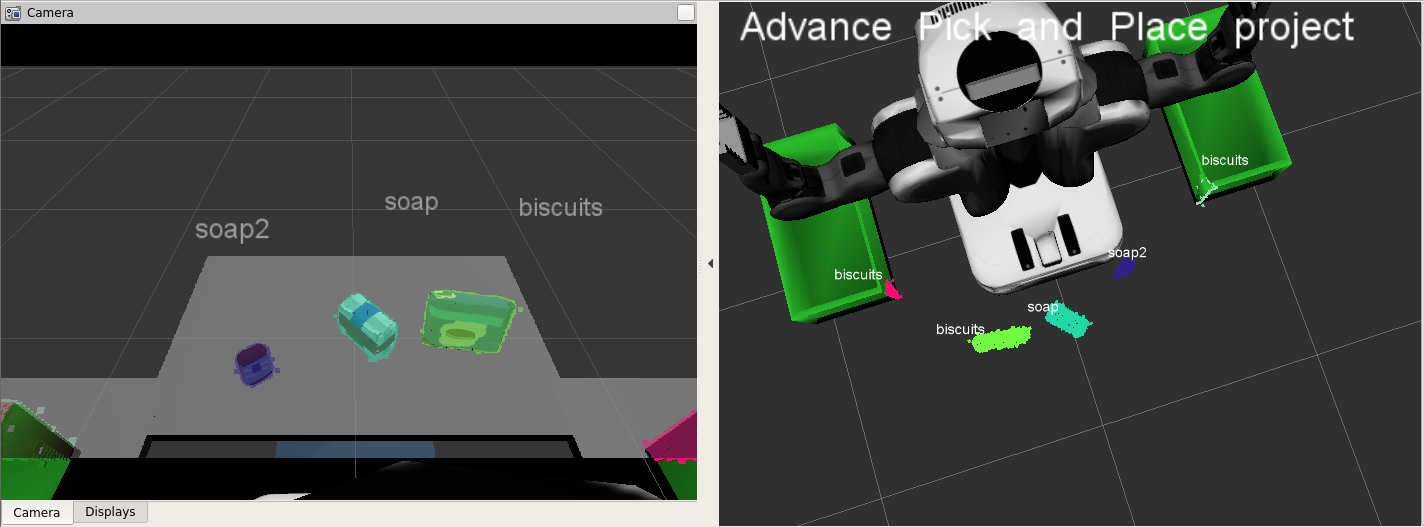 Camera
soap2
soap
biscuits
Camera
Displays
Advance Pick and Place project
biscuits
soap2
biscuits
soap
biscuits